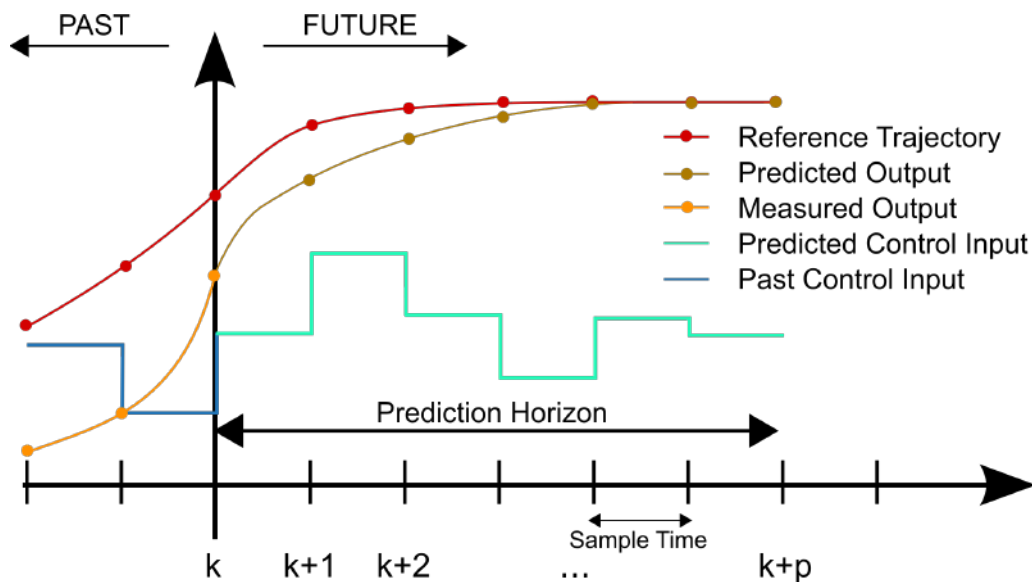 PAST
FUTURE
Reference Trajectory
Predicted Output
Measured Output
Predicted Control Input
Past Control Input
Prediction Horizon
Sample Time
k
k+1
k+2
...
k+p